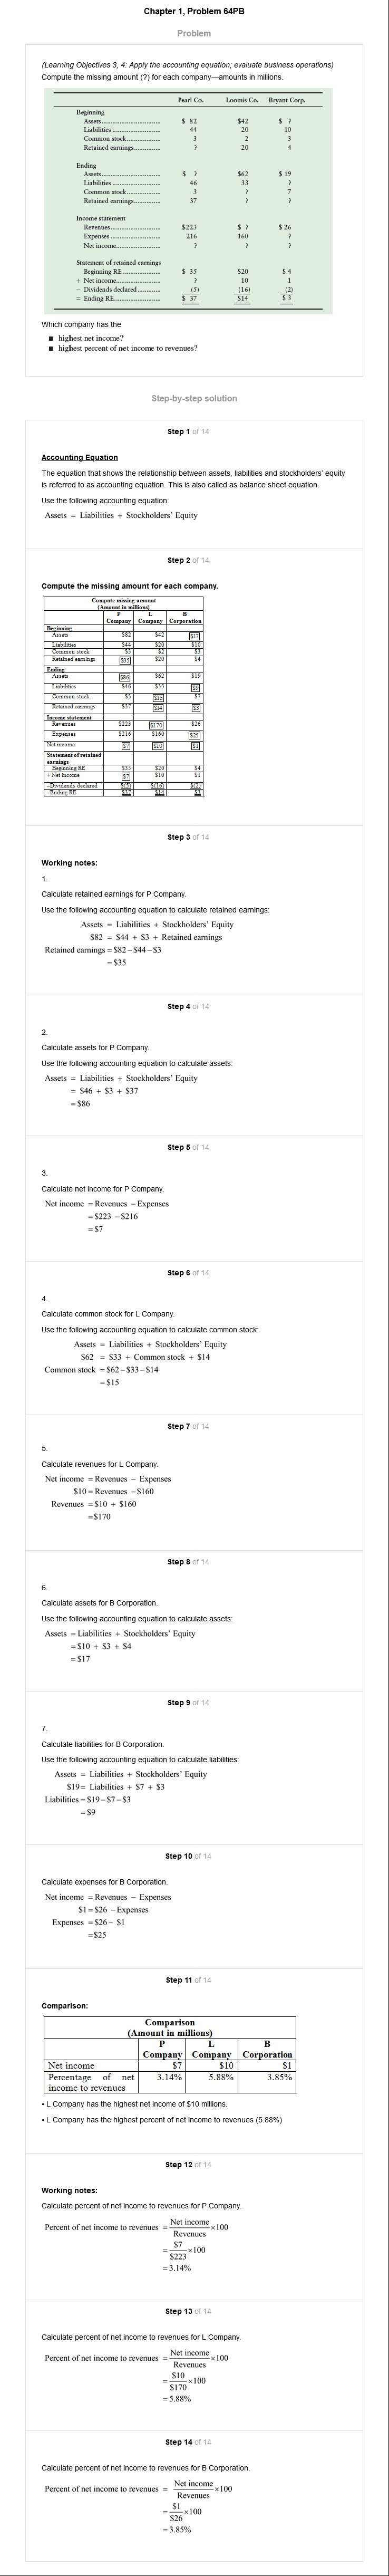 Chapter 1, Problem 64PB
Problem
(Learning Objectives 3, 4: Apply the accounting equation; evaluate business operations)
Compute the missing amount (?) for each company—amounts in millions.
Pearl Co. Loomis Co. Bryant Corp.
Beginning
Assets.............................. $ 82 $42 $ ?
Liabilities ......................... 44 20 10
Common stock................. 3 2 3
Retained earnings.............. ? 20 4
Ending
Assets.............................. $ ? $62 $ 19
Liabilities ......................... 46 33 ?
Common stock................. 3 ? 7
Retained earnings.............. 37 ? ?
Income statement
Revenues.......................... $223 $ ? $ 26
Expenses .......................... 216 160 ?
Net income....................... ? ? ?
Statement of retained earnings
Beginning RE.................... $ 35 $20 $ 4
+ Net income....................... ? 10 1
− Dividends declared ............ (5) (16) (2)
= Ending RE........................ $ 37 $14 $ 3
Which company has the
■ highest net income?
■ highest percent of net income to revenues?
Step-by-step solution
Step 1 of 14
Accounting Equation
The equation that shows the relationship between assets, liabilities and stockholders' equity
is referred to as accounting equation. This is also called as balance sheet equation.
Use the following accounting equation:
Assets = Liabilities + Stockholders' Equity
Step 2 of 14
Compute the missing amount for each company.
Compute missing amount
(Amount in millions)
P L B
Company Company Corporation
Beginning
Assets $82 $42 $17
Liabilities $44 $20 $10
Common stock $3 $2 $3
Retained earnings $35 $20 $4
Ending
Assets $86 $62 $19
Liabilities $46 $33 $9
Common stock $3 $15 $7
Retained earnings $37 $14 $3
Income statement
Revenues $223 $170 $26
Expenses $216 $160 $25
Net income $7 $10 $1
Statement of retained
earnings
Beginning RE $35 $20 $4
+Net income $7 $10 $1
–Dividends declared $(5) $(16) $(2)
=Ending RE $37 $14 $3
Step 3 of 14
Working notes:
1.
Calculate retained earnings for P Company.
Use the following accounting equation to calculate retained earnings:
Assets = Liabilities + Stockholders' Equity
$82 = $44 + $3 + Retained earnings
Retained earnings = $82 – $44 – $3
= $35
Step 4 of 14
2.
Calculate assets for P Company.
Use the following accounting equation to calculate assets:
Assets = Liabilities + Stockholders' Equity
= $46 + $3 + $37
= $86
Step 5 of 14
3.
Calculate net income for P Company.
Net income = Revenues – Expenses
= $223 – $216
= $7
Step 6 of 14
4.
Calculate common stock for L Company.
Use the following accounting equation to calculate common stock:
Assets = Liabilities + Stockholders' Equity
$62 = $33 + Common stock + $14
Common stock = $62 – $33 – $14
= $15
Step 7 of 14
5.
Calculate revenues for L Company.
Net income = Revenues – Expenses
$10 = Revenues – $160
Revenues = $10 + $160
= $170
Step 8 of 14
6.
Calculate assets for B Corporation.
Use the following accounting equation to calculate assets:
Assets = Liabilities + Stockholders' Equity
= $10 + $3 + $4
= $17
Step 9 of 14
7.
Calculate liabilities for B Corporation.
Use the following accounting equation to calculate liabilities:
Assets = Liabilities + Stockholders' Equity
$19 = Liabilities + $7 + $3
Liabilities = $19 – $7 – $3
= $9
Step 10 of 14
Calculate expenses for B Corporation.
Net income = Revenues – Expenses
$1 = $26 – Expenses
Expenses = $26 – $1
= $25
Step 11 of 14
Comparison:
Comparison
(Amount in millions)
P L B
Company Company Corporation
Net income $7 $10 $1
Percentage of net 3.14% 5.88% 3.85%
income to revenues
• L Company has the highest net income of $10 millions.
• L Company has the highest percent of net income to revenues (5.88%)
Step 12 of 14
Working notes:
Calculate percent of net income to revenues for P Company.
Percent of net income to revenues = Net income / Revenues ×100
= $7 / $223 ×100
= 3.14%
Step 13 of 14
Calculate percent of net income to revenues for L Company.
Percent of net income to revenues = Net income / Revenues ×100
= $10 / $170 ×100
= 5.88%
Step 14 of 14
Calculate percent of net income to revenues for B Corporation.
Percent of net income to revenues = Net income / Revenues ×100
= $1 / $26 ×100
= 3.85%